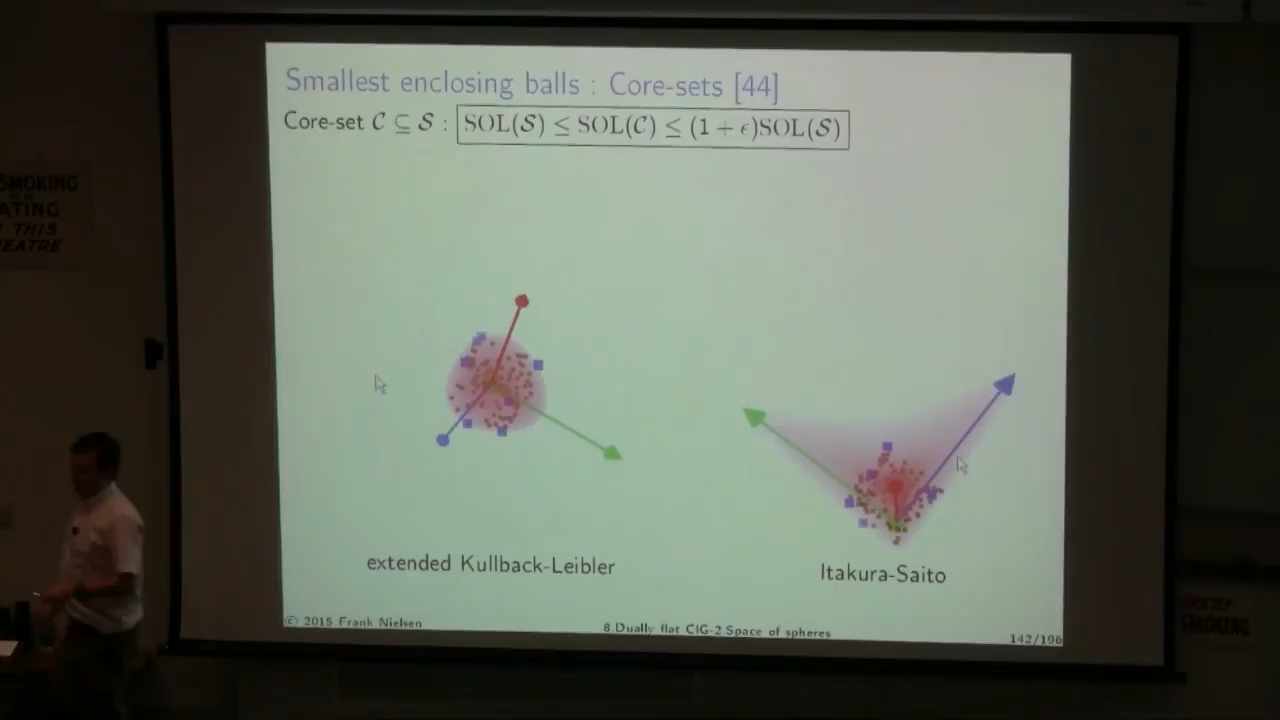 Smallest enclosing balls : Core-sets [44]
Core-set C ⊆ S : SOL(S) ≤ SOL(C) ≤ (1 + ϵ)SOL(S)
extended Kullback-Leibler
Itakura-Saito
© 2015 Frank Nielsen
8.Dually flat CIG-2.Space of spheres
142/196
SMOKING
ATING
THIS
EATRE
SMOKING